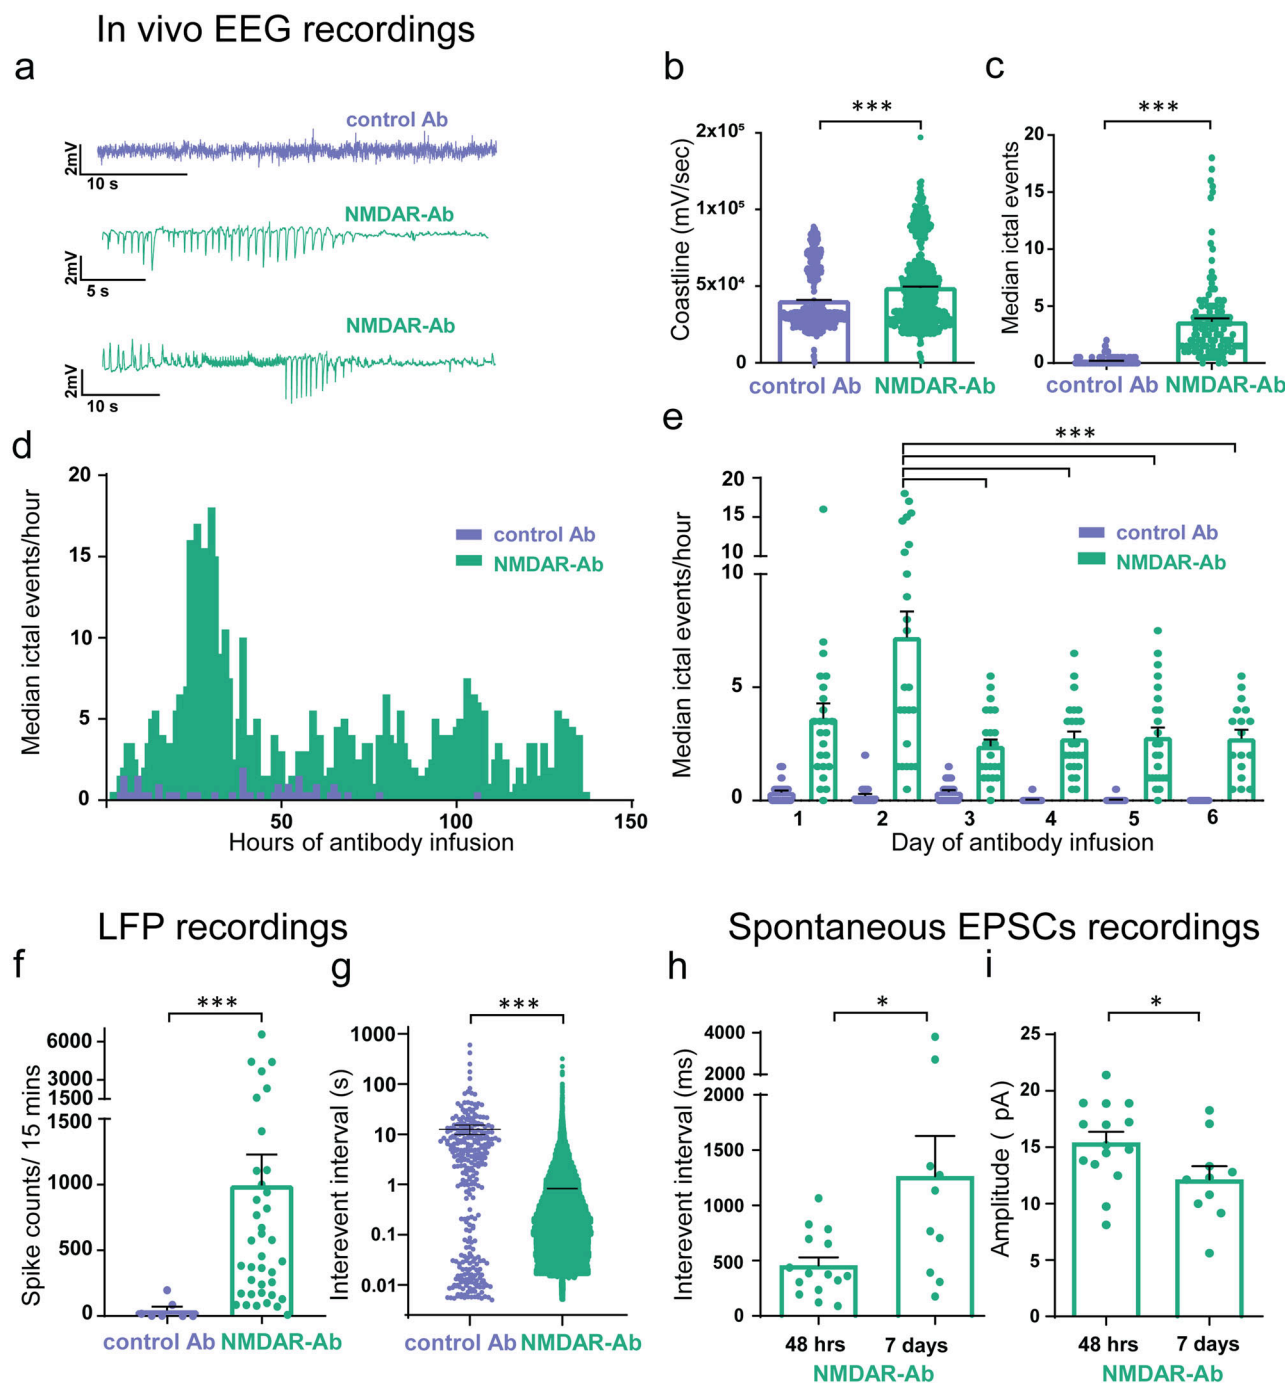 In vivo EEG recordings
a
control Ab
2mV
10 s
NMDAR-Ab
2mV
5 s
NMDAR-Ab
2mV
10 s
b
***
Coastline (mV/sec)
2x10⁵
1x10⁵
5x10⁴
0
control Ab NMDAR-Ab
c
***
Median ictal events
20
15
10
5
0
control Ab NMDAR-Ab
d
Median ictal events/hour
20
15
10
5
0
control Ab
NMDAR-Ab
50 100 150
Hours of antibody infusion
e
***
Median ictal events/hour
20
15
10
10
5
0
control Ab
NMDAR-Ab
1 2 3 4 5 6
Day of antibody infusion
LFP recordings
f
***
Spike counts/ 15 mins
6000
3000
1500
1500
1000
500
0
control Ab NMDAR-Ab
g
***
Interevent interval (s)
1000
100
10
1
0.1
0.01
control Ab NMDAR-Ab
Spontaneous EPSCs recordings
h
*
Interevent interval (ms)
4000
2000
2000
1500
1000
500
0
48 hrs 7 days
NMDAR-Ab
i
*
Amplitude ( pA)
25
20
15
10
5
0
48 hrs 7 days
NMDAR-Ab